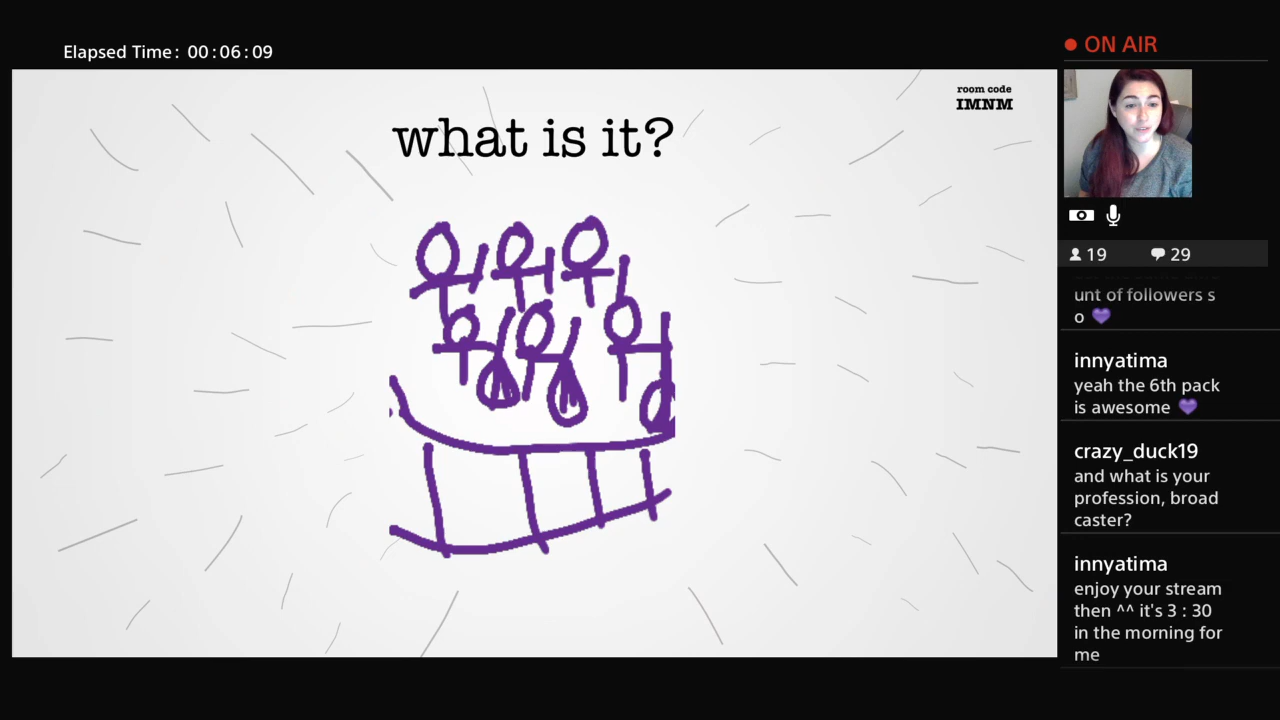 Elapsed Time: 00:06:09
ON AIR
room code
IMNM
what is it?
19 29
unt of followers s
o 💜
innyatima
yeah the 6th pack
is awesome 💜
crazy_duck19
and what is your
profession, broad
caster?
innyatima
enjoy your stream
then ^^ it's 3 : 30
in the morning for
me